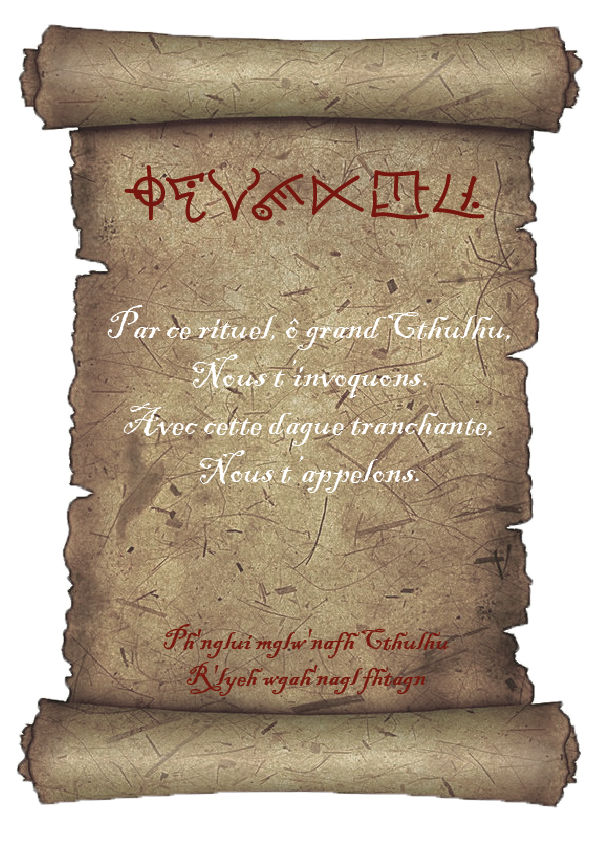 Par ce rituel, ô grand Cthulhu,
Nous t'invoquons.
Avec cette dague tranchante,
Nous t'appelons.
Ph'nglui mglw'nafh Cthulhu
R'lyeh wgah'nagl fhtagn